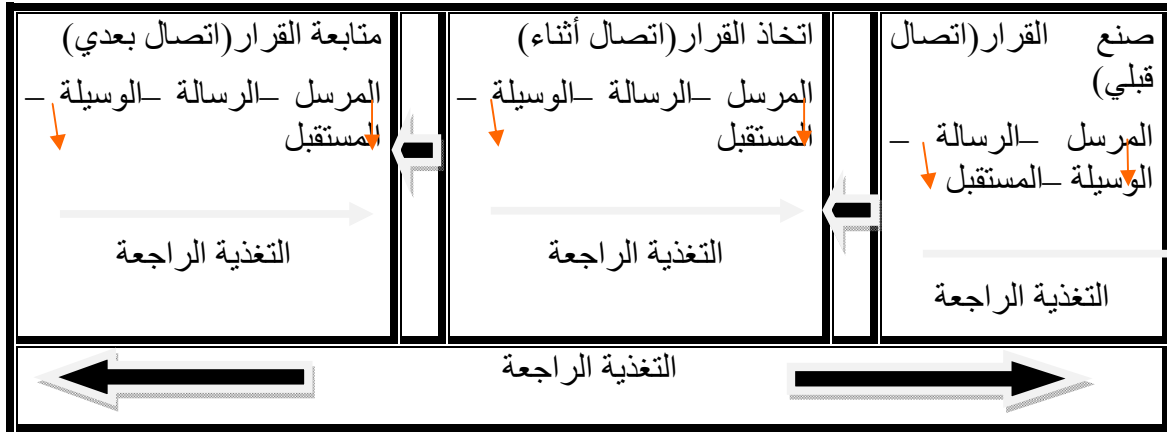 صنع القرار(اتصال
قبلي)
المرسل –الرسالة –
الوسيلة –المستقبل
التغذية الراجعة
اتخاذ القرار(اتصال أثناء)
المرسل –الرسالة –الوسيلة –
المستقبل
التغذية الراجعة
متابعة القرار(اتصال بعدي)
المرسل –الرسالة –الوسيلة –
المستقبل
التغذية الراجعة
التغذية الراجعة